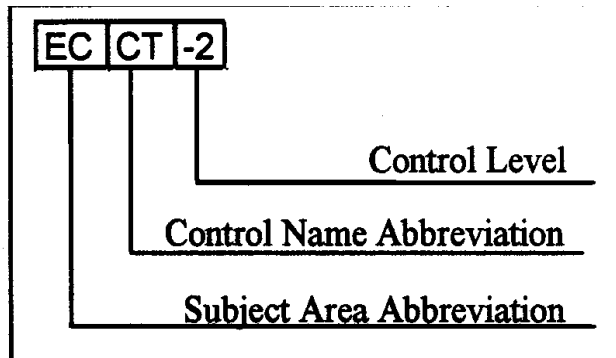 EC CT -2
Control Level
Control Name Abbreviation
Subject Area Abbreviation